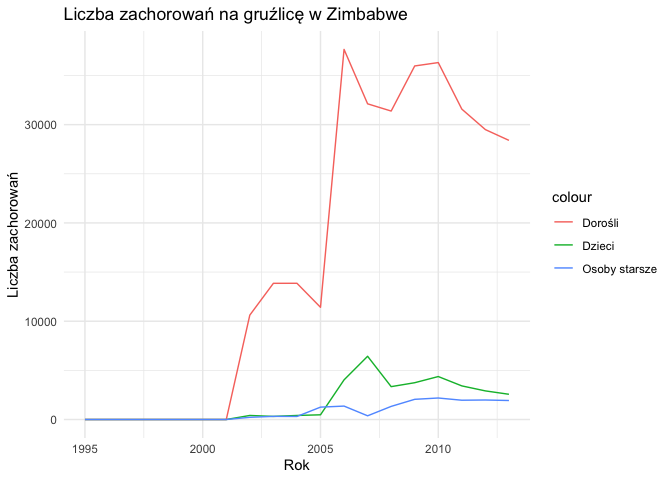 Liczba zachorowań na gruźlicę w Zimbabwe
Liczba zachorowań
30000
20000
10000
0
1995
2000
2005
2010
Rok
colour
Dorośli
Dzieci
Osoby starsze